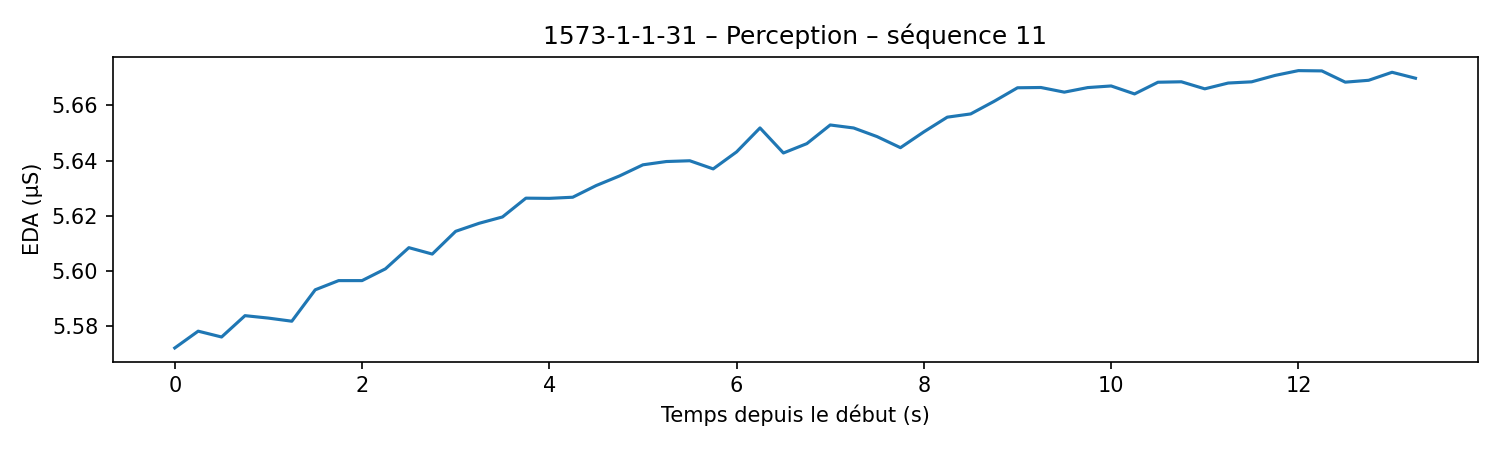 1573-1-1-31 – Perception – séquence 11
EDA (µS)
5.66
5.64
5.62
5.60
5.58
0 2 4 6 8 10 12
Temps depuis le début (s)